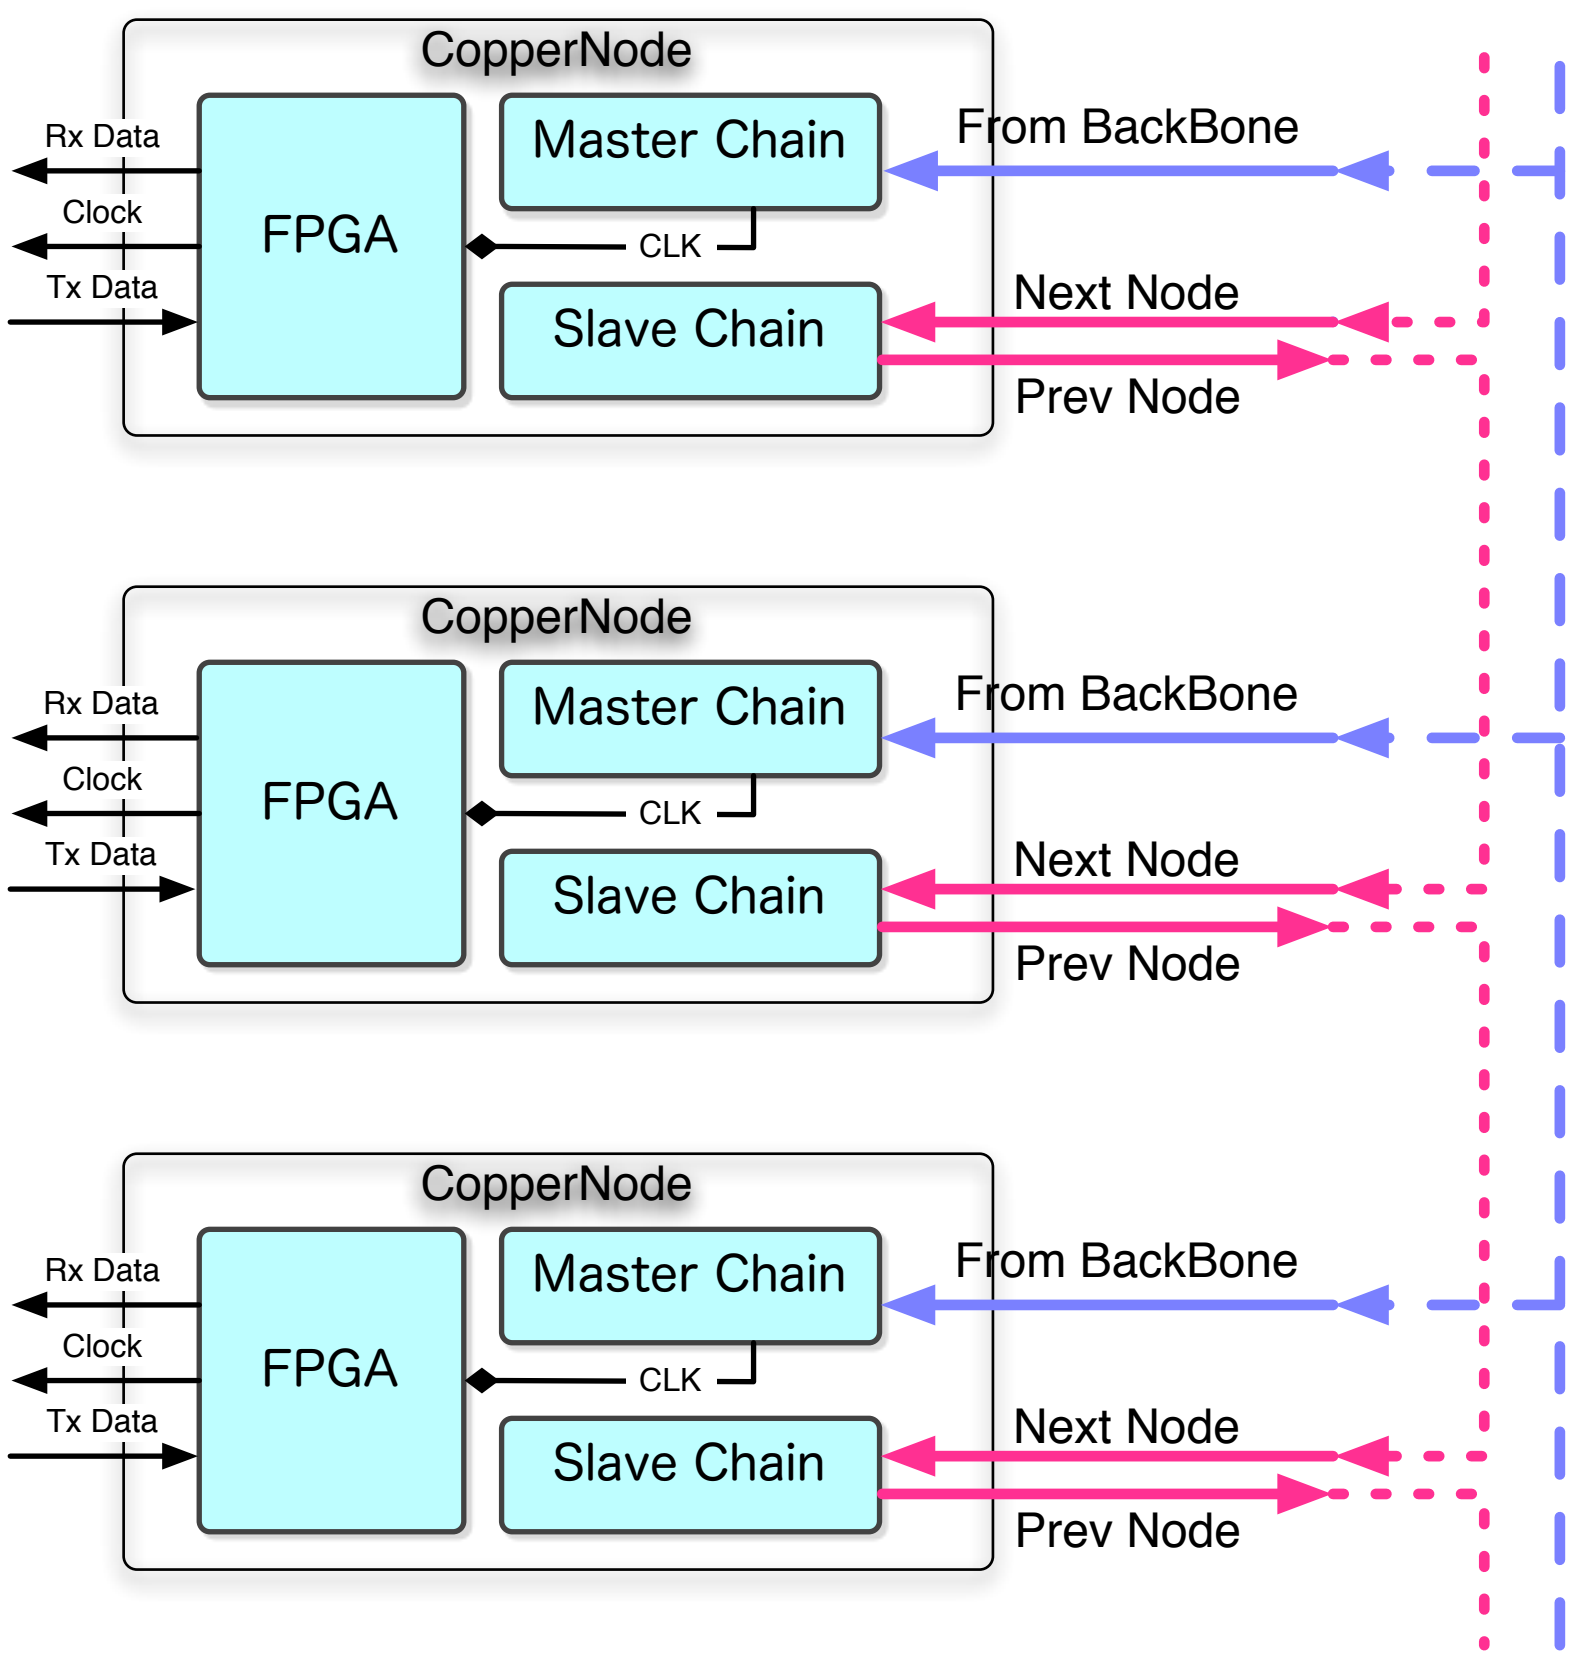 CopperNode
Rx Data
Master Chain
From BackBone
Clock
FPGA
CLK
Tx Data
Slave Chain
Next Node
Prev Node
CopperNode
Rx Data
Master Chain
From BackBone
Clock
FPGA
CLK
Tx Data
Slave Chain
Next Node
Prev Node
CopperNode
Rx Data
Master Chain
From BackBone
Clock
FPGA
CLK
Tx Data
Slave Chain
Next Node
Prev Node